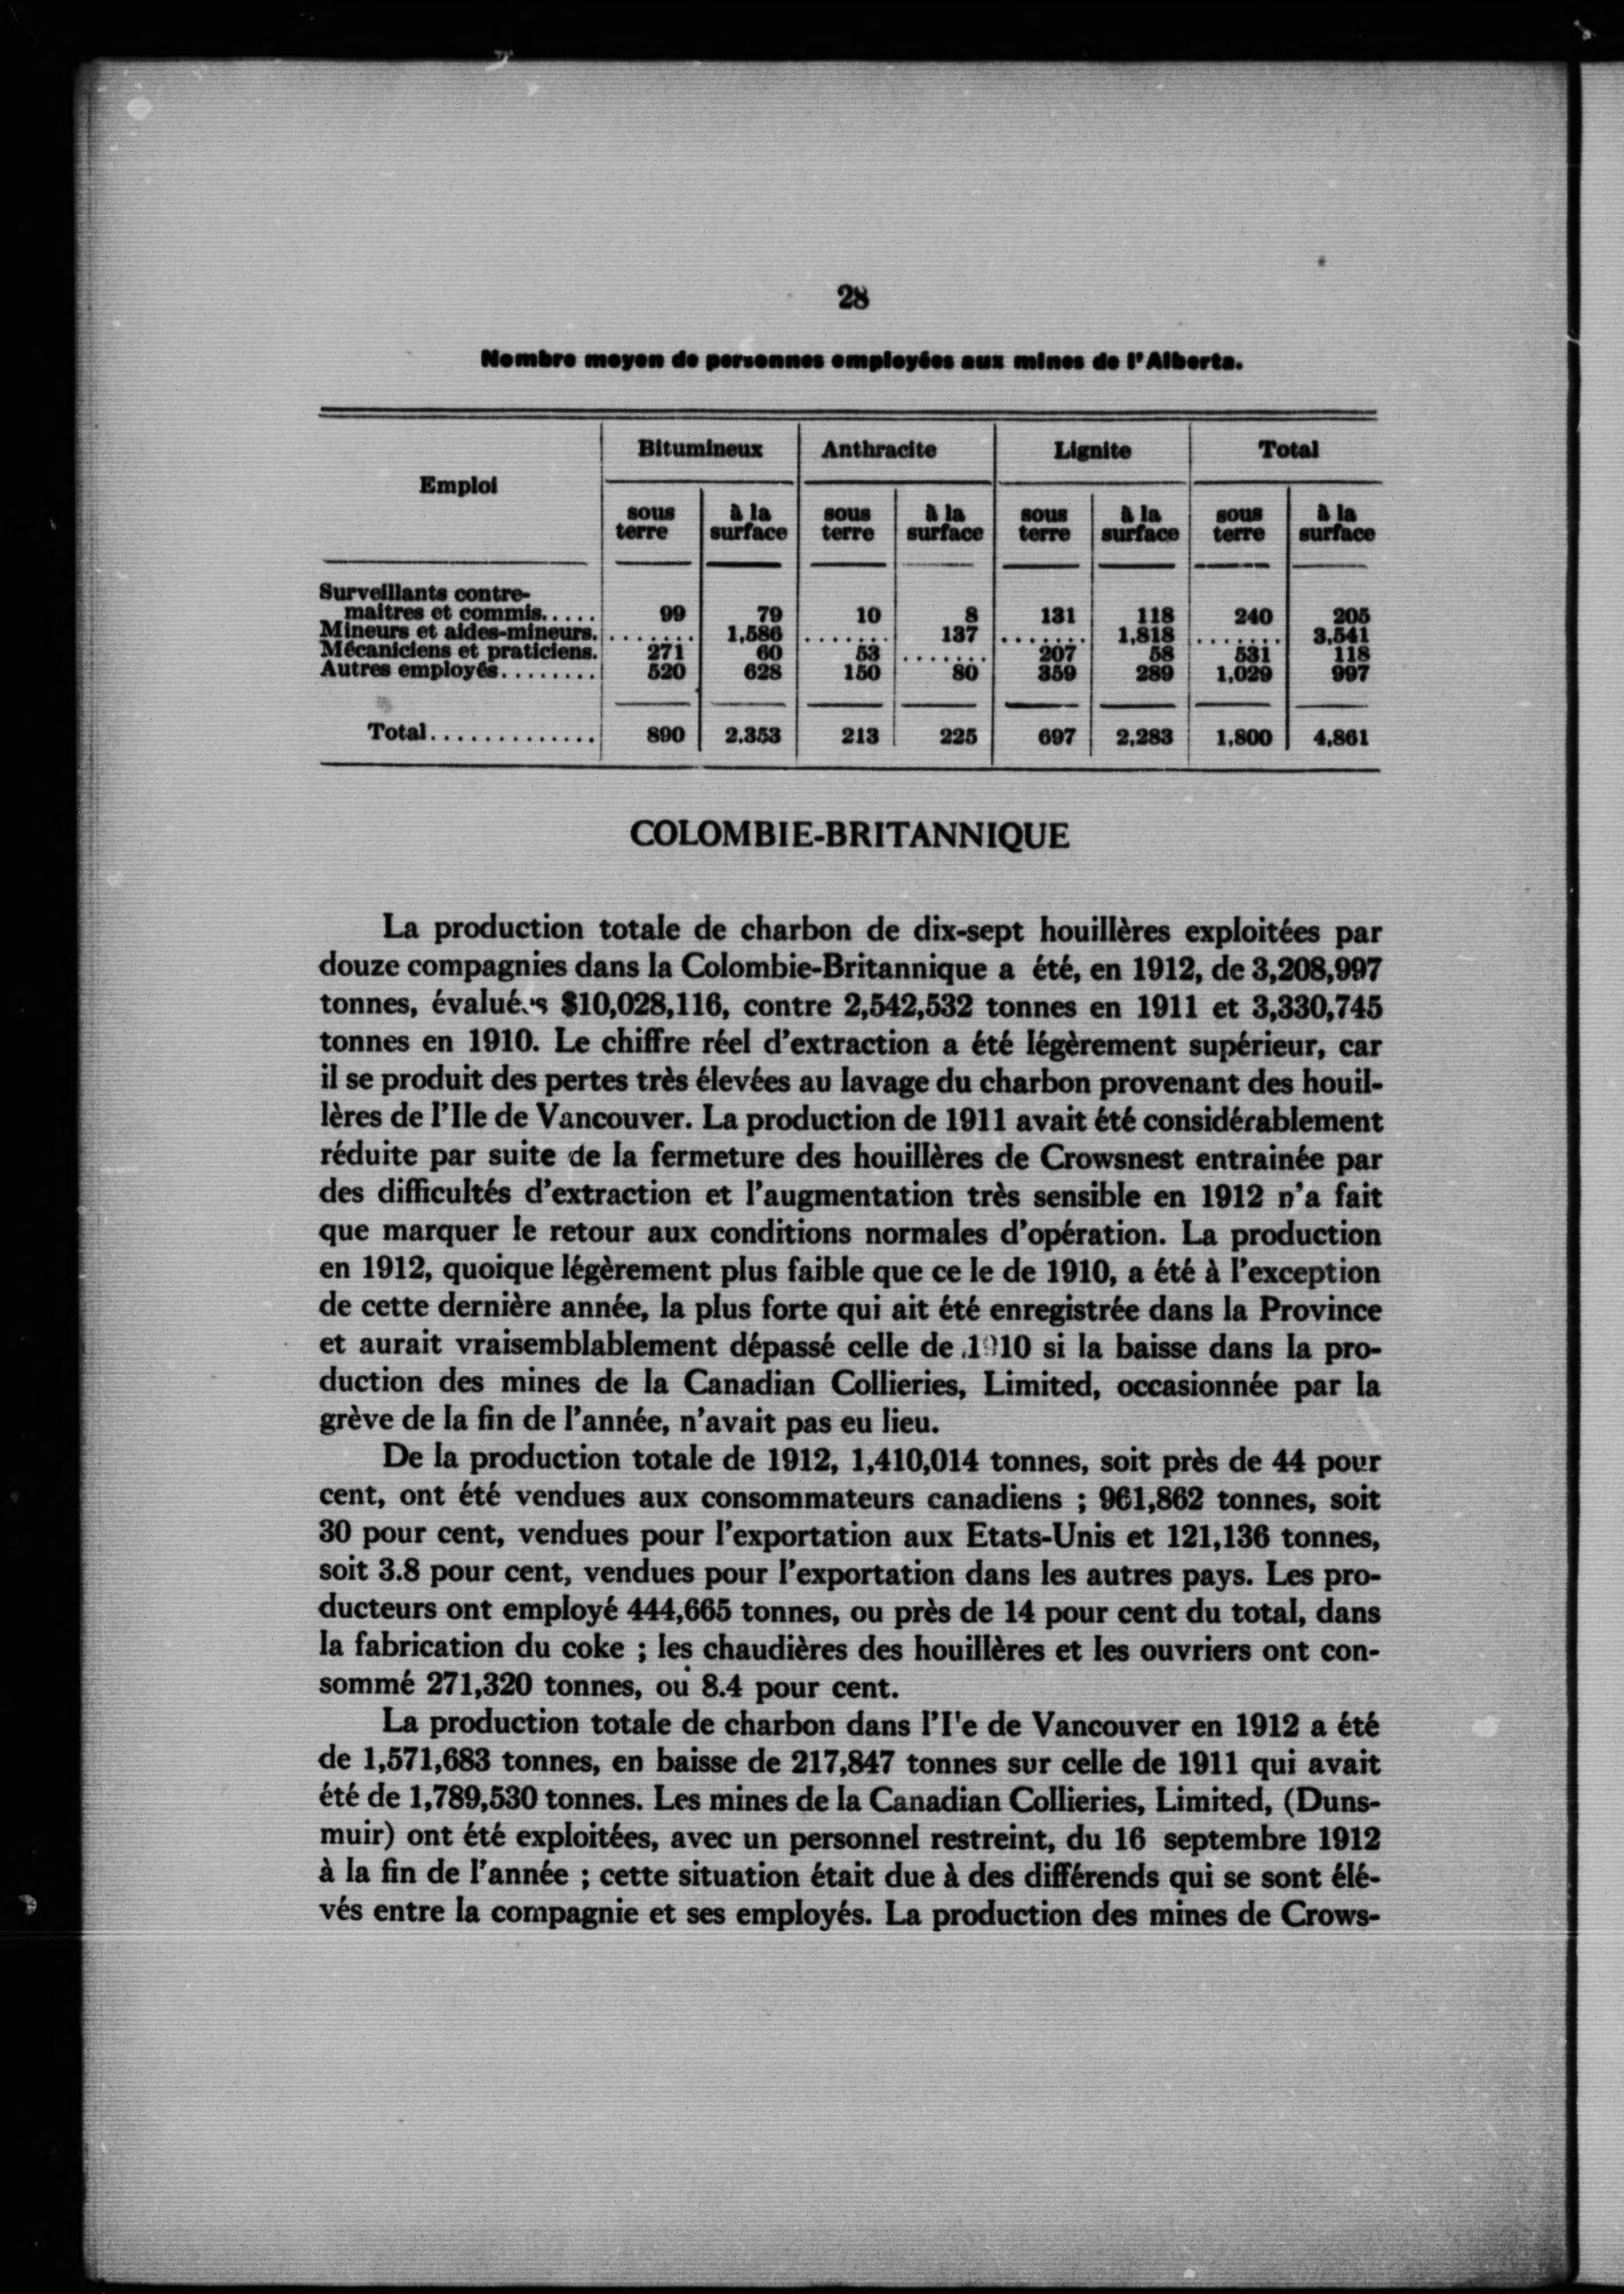 28
Nombre moyen de personnes employées aux mines de l'Alberta.
Emploi Bitumineux Anthracite Lignite Total
sous terre à la surface sous terre à la surface sous terre à la surface sous terre à la surface
Surveillants contre-
maitres et commis..... 99 79 10 8 131 118 240 205
Mineurs et aides-mineurs. ....... 1,586 ....... 137 ....... 1,818 ....... 3,541
Mécaniciens et praticiens. 271 60 53 ....... 207 58 531 118
Autres employés........ 520 628 150 80 359 289 1,029 997
Total............. 890 2.353 213 225 697 2,283 1,800 4,861
COLOMBIE-BRITANNIQUE
La production totale de charbon de dix-sept houillères exploitées par
douze compagnies dans la Colombie-Britannique a été, en 1912, de 3,208,997
tonnes, évaluées $10,028,116, contre 2,542,532 tonnes en 1911 et 3,330,745
tonnes en 1910. Le chiffre réel d'extraction a été légèrement supérieur, car
il se produit des pertes très élevées au lavage du charbon provenant des houil-
lères de l'Ile de Vancouver. La production de 1911 avait été considérablement
réduite par suite de la fermeture des houillères de Crowsnest entrainée par
des difficultés d'extraction et l'augmentation très sensible en 1912 n'a fait
que marquer le retour aux conditions normales d'opération. La production
en 1912, quoique légèrement plus faible que ce le de 1910, a été à l'exception
de cette dernière année, la plus forte qui ait été enregistrée dans la Province
et aurait vraisemblablement dépassé celle de 1910 si la baisse dans la pro-
duction des mines de la Canadian Collieries, Limited, occasionnée par la
grève de la fin de l'année, n'avait pas eu lieu.
De la production totale de 1912, 1,410,014 tonnes, soit près de 44 pour
cent, ont été vendues aux consommateurs canadiens ; 961,862 tonnes, soit
30 pour cent, vendues pour l'exportation aux Etats-Unis et 121,136 tonnes,
soit 3.8 pour cent, vendues pour l'exportation dans les autres pays. Les pro-
ducteurs ont employé 444,665 tonnes, ou près de 14 pour cent du total, dans
la fabrication du coke ; les chaudières des houillères et les ouvriers ont con-
sommé 271,320 tonnes, ou 8.4 pour cent.
La production totale de charbon dans l'I'e de Vancouver en 1912 a été
de 1,571,683 tonnes, en baisse de 217,847 tonnes sur celle de 1911 qui avait
été de 1,789,530 tonnes. Les mines de la Canadian Collieries, Limited, (Duns-
muir) ont été exploitées, avec un personnel restreint, du 16 septembre 1912
à la fin de l'année ; cette situation était due à des différends qui se sont élé-
vés entre la compagnie et ses employés. La production des mines de Crows-